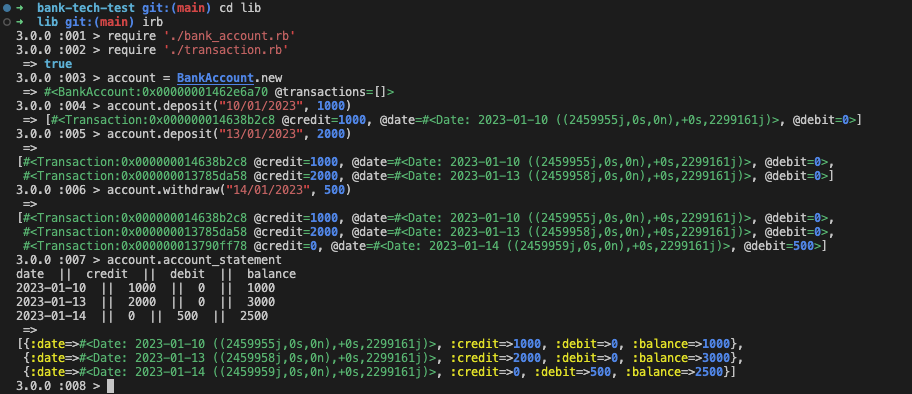 ➜  bank-tech-test git:(main) cd lib
➜  lib git:(main) irb
3.0.0 :001 > require './bank_account.rb'
3.0.0 :002 > require './transaction.rb'
 => true
3.0.0 :003 > account = BankAccount.new
 => #<BankAccount:0x00000001462e6a70 @transactions=[]>
3.0.0 :004 > account.deposit("10/01/2023", 1000)
 => [#<Transaction:0x000000014638b2c8 @credit=1000, @date=#<Date: 2023-01-10 ((2459955j,0s,0n),+0s,2299161j)>, @debit=0>]
3.0.0 :005 > account.deposit("13/01/2023", 2000)
 =>
[#<Transaction:0x000000014638b2c8 @credit=1000, @date=#<Date: 2023-01-10 ((2459955j,0s,0n),+0s,2299161j)>, @debit=0>,
 #<Transaction:0x000000013785da58 @credit=2000, @date=#<Date: 2023-01-13 ((2459958j,0s,0n),+0s,2299161j)>, @debit=0>]
3.0.0 :006 > account.withdraw("14/01/2023", 500)
 =>
[#<Transaction:0x000000014638b2c8 @credit=1000, @date=#<Date: 2023-01-10 ((2459955j,0s,0n),+0s,2299161j)>, @debit=0>,
 #<Transaction:0x000000013785da58 @credit=2000, @date=#<Date: 2023-01-13 ((2459958j,0s,0n),+0s,2299161j)>, @debit=0>,
 #<Transaction:0x000000013790ff78 @credit=0, @date=#<Date: 2023-01-14 ((2459959j,0s,0n),+0s,2299161j)>, @debit=500>]
3.0.0 :007 > account.account_statement
date  ||  credit  ||  debit  ||  balance
2023-01-10  ||  1000  ||  0  ||  1000
2023-01-13  ||  2000  ||  0  ||  3000
2023-01-14  ||  0  ||  500  ||  2500
 =>
[{:date=>#<Date: 2023-01-10 ((2459955j,0s,0n),+0s,2299161j)>, :credit=>1000, :debit=>0, :balance=>1000},
 {:date=>#<Date: 2023-01-13 ((2459958j,0s,0n),+0s,2299161j)>, :credit=>2000, :debit=>0, :balance=>3000},
 {:date=>#<Date: 2023-01-14 ((2459959j,0s,0n),+0s,2299161j)>, :credit=>0, :debit=>500, :balance=>2500}]
3.0.0 :008 >